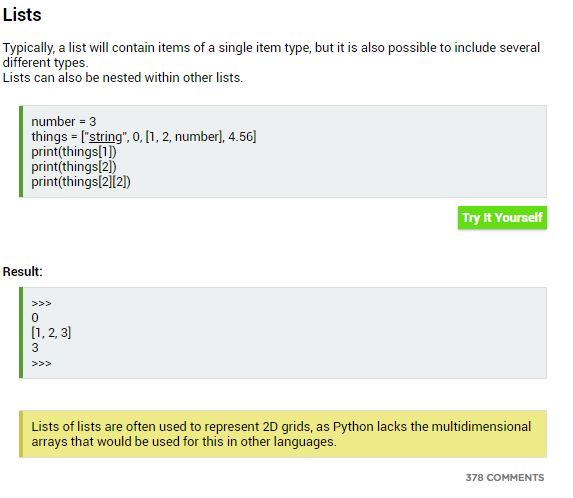 Lists
Typically, a list will contain items of a single item type, but it is also possible to include several
different types.
Lists can also be nested within other lists.
number = 3
things = ["string", 0, [1, 2, number], 4.56]
print(things[1])
print(things[2])
print(things[2][2])
Try It Yourself
Result:
>>>
0
[1, 2, 3]
3
>>>
Lists of lists are often used to represent 2D grids, as Python lacks the multidimensional
arrays that would be used for this in other languages.
378 COMMENTS